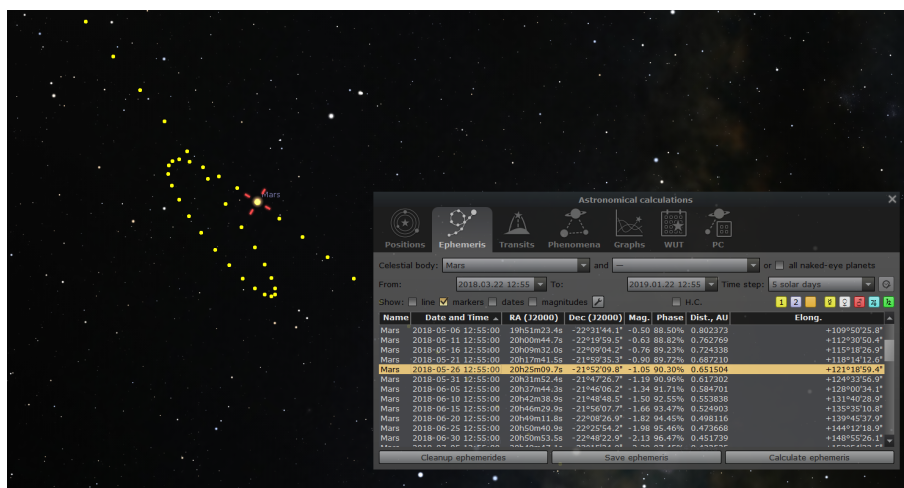 Mars
Astronomical calculations
Positions Ephemeris Transits Phenomena Graphs WUT PC
Celestial body: Mars and — or all naked-eye planets
From: 2018.03.22 12:55 To: 2019.01.22 12:55 Time step: 5 solar days
Show: line markers dates magnitudes H.C. 1 2
Name Date and Time RA (J2000) Dec (J2000) Mag. Phase Dist., AU Elong.
Mars 2018-05-06 12:55:00 19h51m23.4s -22°31'44.1" -0.50 88.50% 0.802373 +109°50'25.8"
Mars 2018-05-11 12:55:00 20h00m44.7s -22°19'59.5" -0.63 88.82% 0.762769 +112°30'50.4"
Mars 2018-05-16 12:55:00 20h09m32.0s -22°09'04.2" -0.76 89.23% 0.724338 +115°18'26.9"
Mars 2018-05-21 12:55:00 20h17m41.5s -21°59'35.3" -0.90 89.72% 0.687210 +118°14'12.6"
Mars 2018-05-26 12:55:00 20h25m09.7s -21°52'09.8" -1.05 90.30% 0.651504 +121°18'59.4"
Mars 2018-05-31 12:55:00 20h31m52.4s -21°47'26.7" -1.19 90.96% 0.617302 +124°33'56.9"
Mars 2018-06-05 12:55:00 20h37m44.3s -21°46'06.2" -1.34 91.71% 0.584701 +128°00'34.1"
Mars 2018-06-10 12:55:00 20h42m38.9s -21°48'48.5" -1.50 92.55% 0.553838 +131°40'28.9"
Mars 2018-06-15 12:55:00 20h46m29.9s -21°56'07.7" -1.66 93.47% 0.524903 +135°35'10.8"
Mars 2018-06-20 12:55:00 20h49m11.8s -22°08'26.9" -1.82 94.45% 0.498116 +139°45'37.9"
Mars 2018-06-25 12:55:00 20h50m40.9s -22°25'54.2" -1.98 95.46% 0.473668 +144°12'18.9"
Mars 2018-06-30 12:55:00 20h50m53.5s -22°48'22.9" -2.13 96.47% 0.451739 +148°55'26.1"
Cleanup ephemerides Save ephemeris Calculate ephemeris